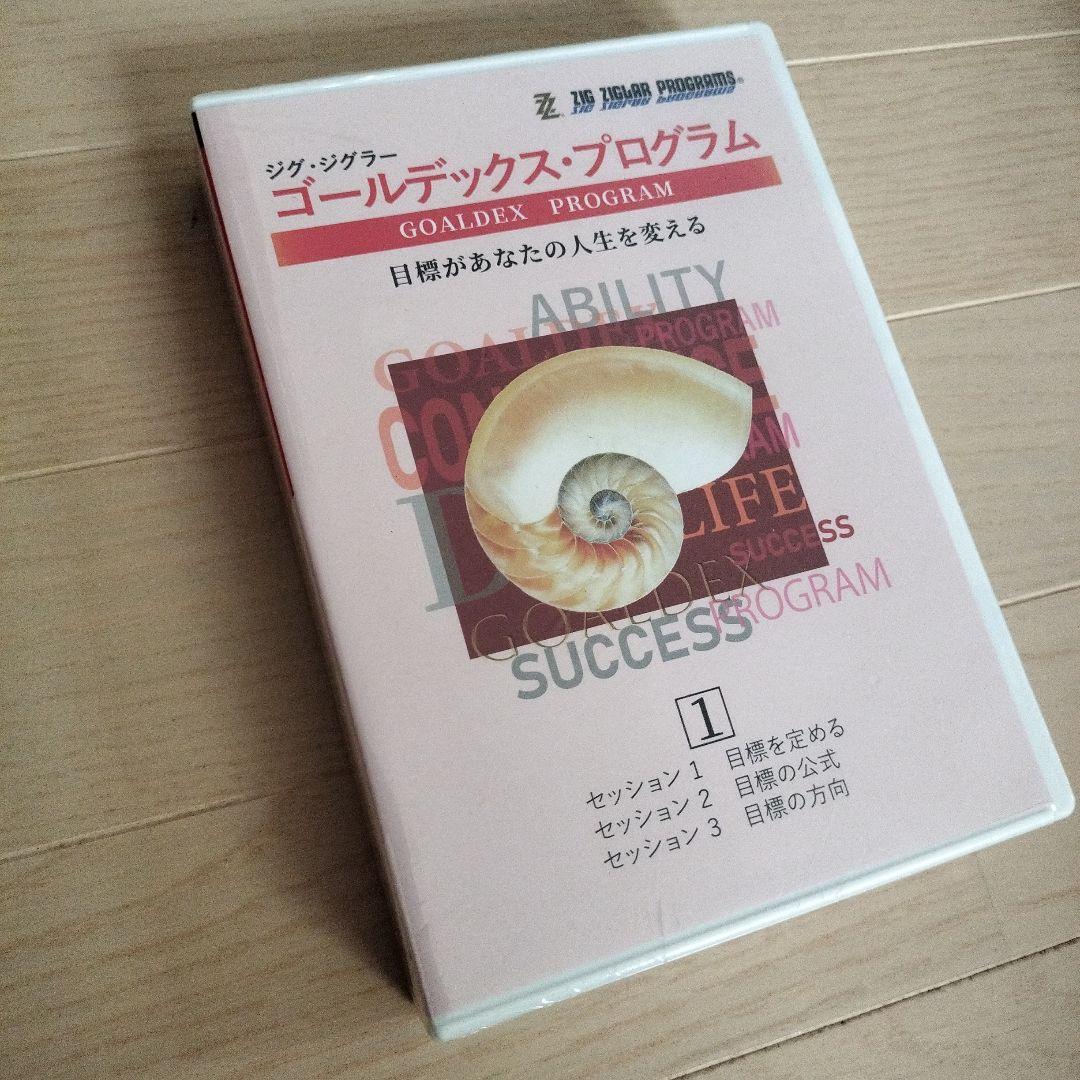 ZZ ZIG ZIGLAR PROGRAMS®
ジグ・ジグラー
ゴールデックス・プログラム
GOALDEX PROGRAM
目標があなたの人生を変える
ABILITY
GOALDEX
PROGRAM
LIFE
SUCCESS
GOALDEX
PROGRAM
SUCCESS
1
セッション 1 目標を定める
セッション 2 目標の公式
セッション 3 目標の方向